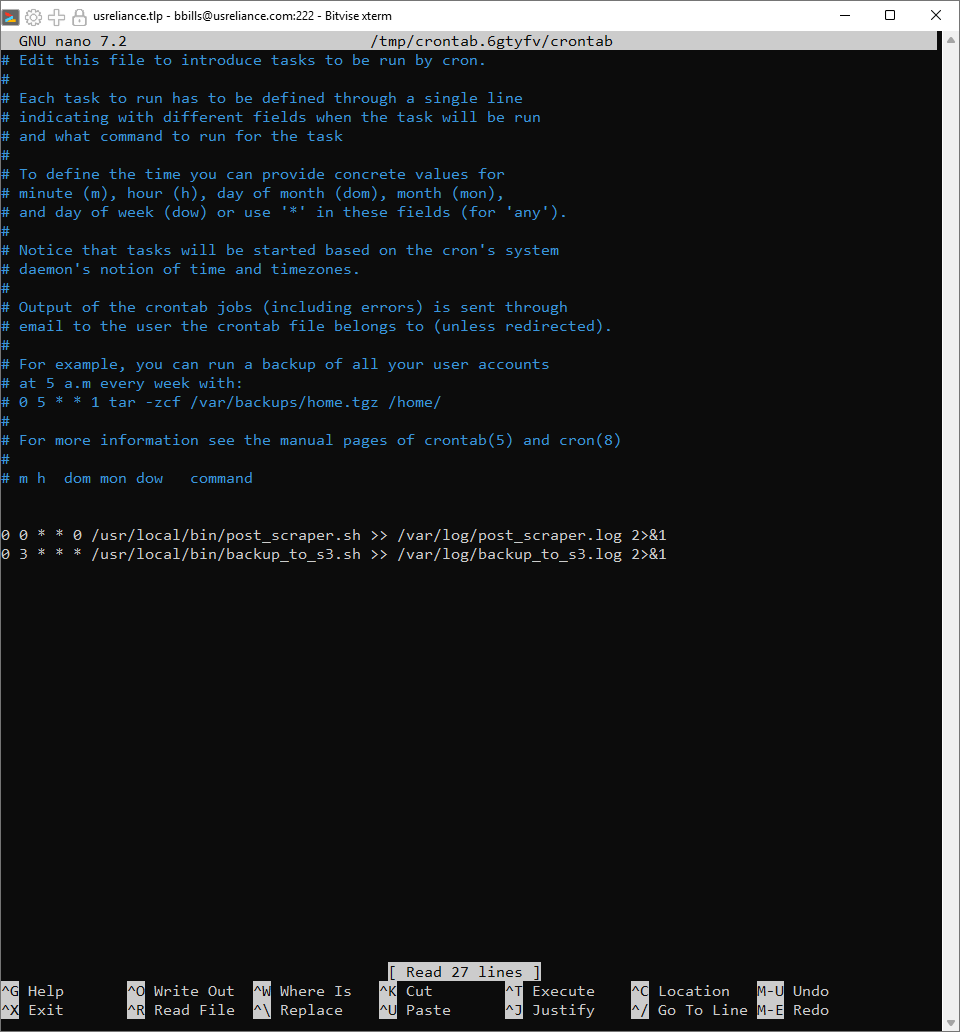 usreliance.tlp - bbills@usreliance.com:222 - Bitvise xterm
GNU nano 7.2 /tmp/crontab.6gtyfv/crontab
# Edit this file to introduce tasks to be run by cron.
#
# Each task to run has to be defined through a single line
# indicating with different fields when the task will be run
# and what command to run for the task
#
# To define the time you can provide concrete values for
# minute (m), hour (h), day of month (dom), month (mon),
# and day of week (dow) or use '*' in these fields (for 'any').
#
# Notice that tasks will be started based on the cron's system
# daemon's notion of time and timezones.
#
# Output of the crontab jobs (including errors) is sent through
# email to the user the crontab file belongs to (unless redirected).
#
# For example, you can run a backup of all your user accounts
# at 5 a.m every week with:
# 0 5 * * 1 tar -zcf /var/backups/home.tgz /home/
#
# For more information see the manual pages of crontab(5) and cron(8)
#
# m h  dom mon dow   command
0 0 * * 0 /usr/local/bin/post_scraper.sh >> /var/log/post_scraper.log 2>&1
0 3 * * * /usr/local/bin/backup_to_s3.sh >> /var/log/backup_to_s3.log 2>&1
[ Read 27 lines ]
^G Help ^O Write Out ^W Where Is ^K Cut ^T Execute ^C Location M-U Undo
^X Exit ^R Read File ^\ Replace ^U Paste ^J Justify ^/ Go To Line M-E Redo